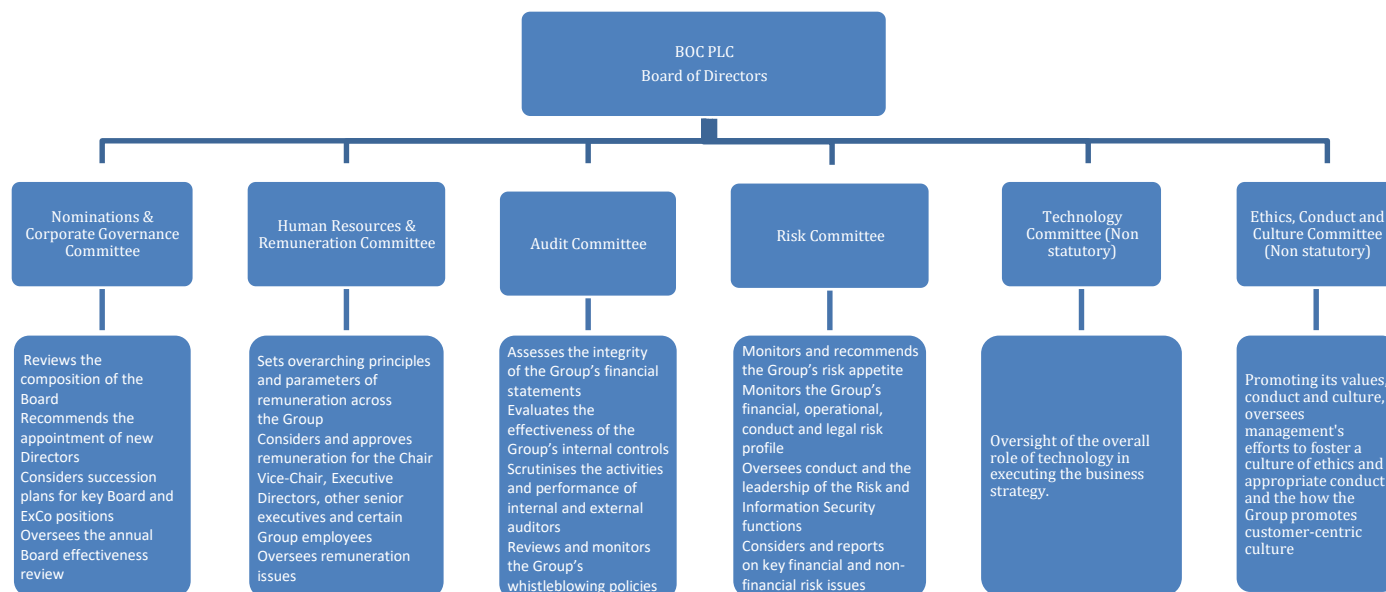 BOC PLC
Board of Directors
Nominations &
Corporate Governance
Committee
Human Resources &
Remuneration Committee
Audit Committee
Risk Committee
Technology
Committee (Non
statutory)
Ethics, Conduct and
Culture Committee
(Non statutory)
Reviews the
composition of the
Board
Recommends the
appointment of new
Directors
Considers succession
plans for key Board and
ExCo positions
Oversees the annual
Board effectiveness
review
Sets overarching principles
and parameters of
remuneration across
the Group
Considers and approves
remuneration for the Chair
Vice-Chair, Executive
Directors, other senior
executives and certain
Group employees
Oversees remuneration
issues
Assesses the integrity
of the Group’s financial
statements
Evaluates the
effectiveness of the
Group’s internal controls
Scrutinises the activities
and performance of
internal and external
auditors
Reviews and monitors
the Group’s
whistleblowing policies
Monitors and recommends
the Group’s risk appetite
Monitors the Group’s
financial, operational,
conduct and legal risk
profile
Oversees conduct and the
leadership of the Risk and
Information Security
functions
Considers and reports
on key financial and non-
financial risk issues
Oversight of the overall
role of technology in
executing the business
strategy.
Promoting its values,
conduct and culture,
oversees
management's
efforts to foster a
culture of ethics and
appropriate conduct
and the how the
Group promotes
customer-centric
culture